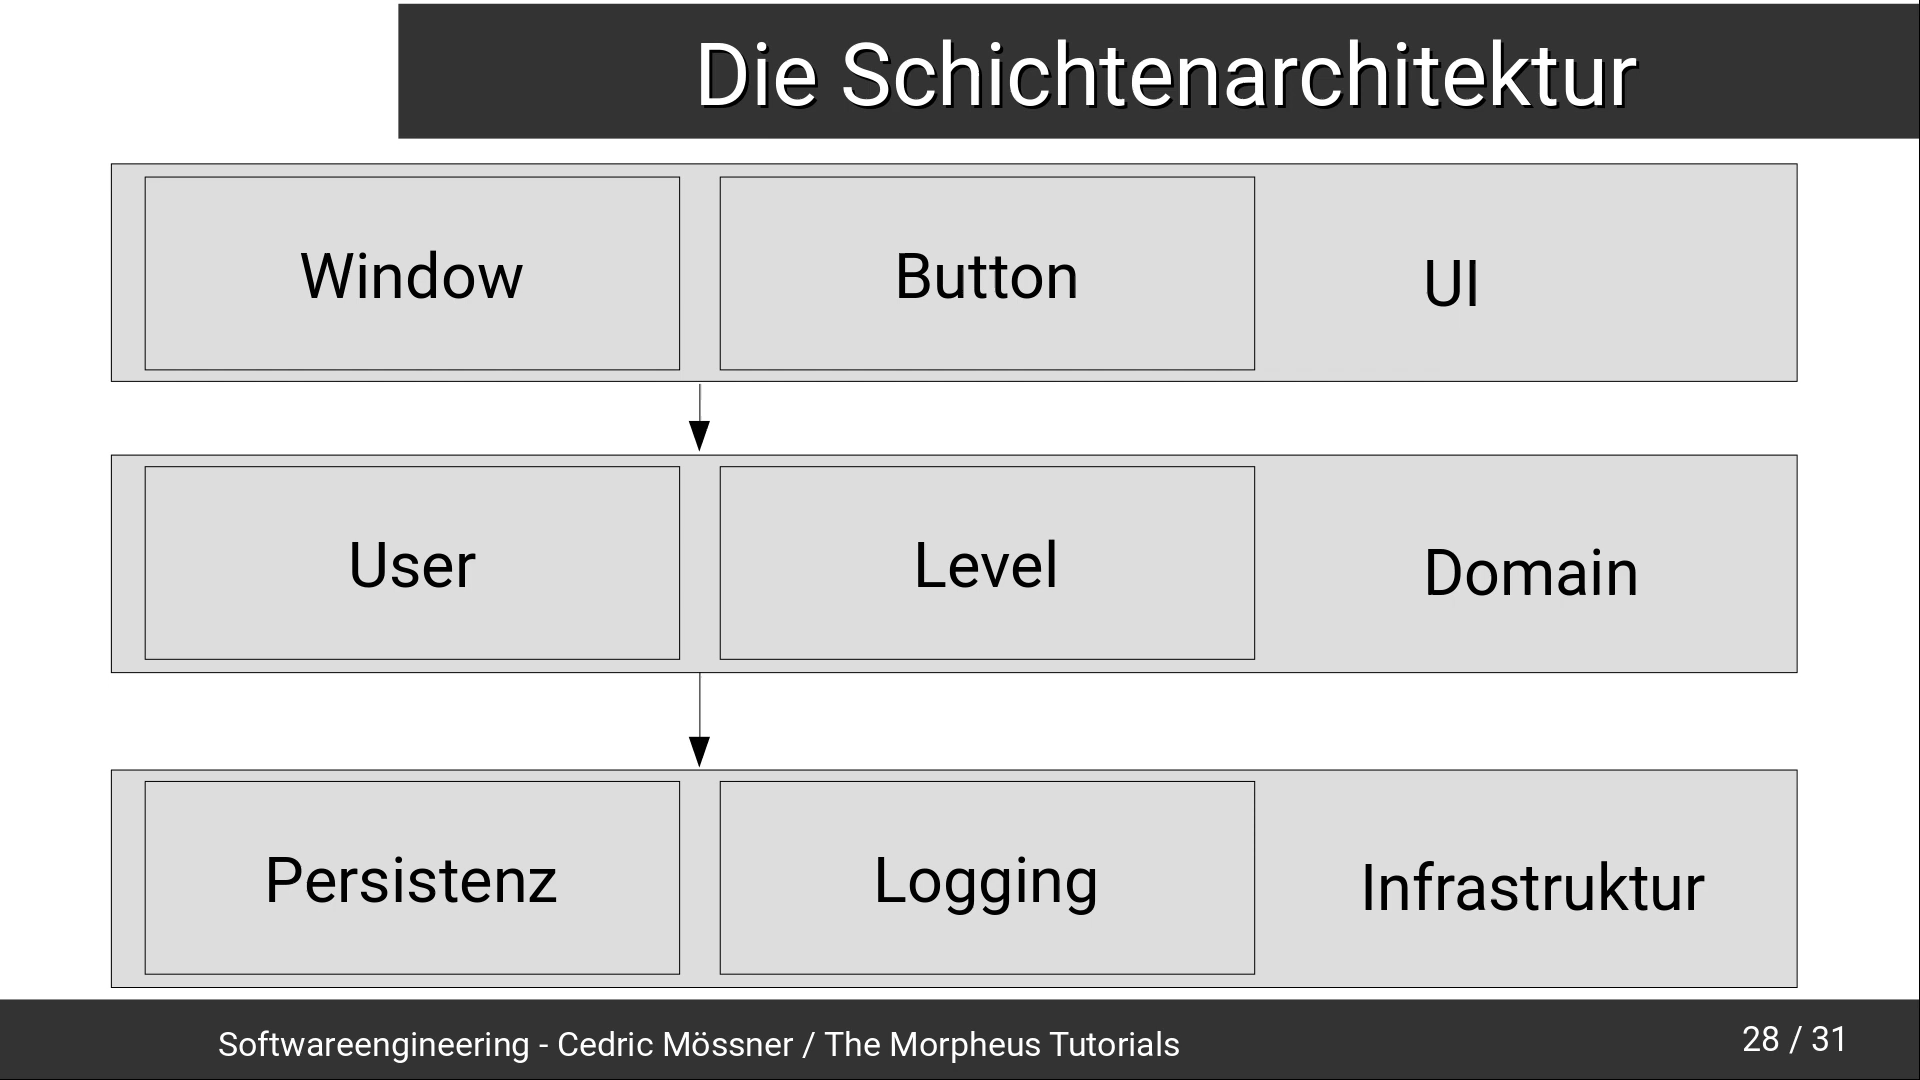 Die Schichtenarchitektur
Window Button UI
User Level Domain
Persistenz Logging Infrastruktur
Softwareengineering - Cedric Mössner / The Morpheus Tutorials 28 / 31